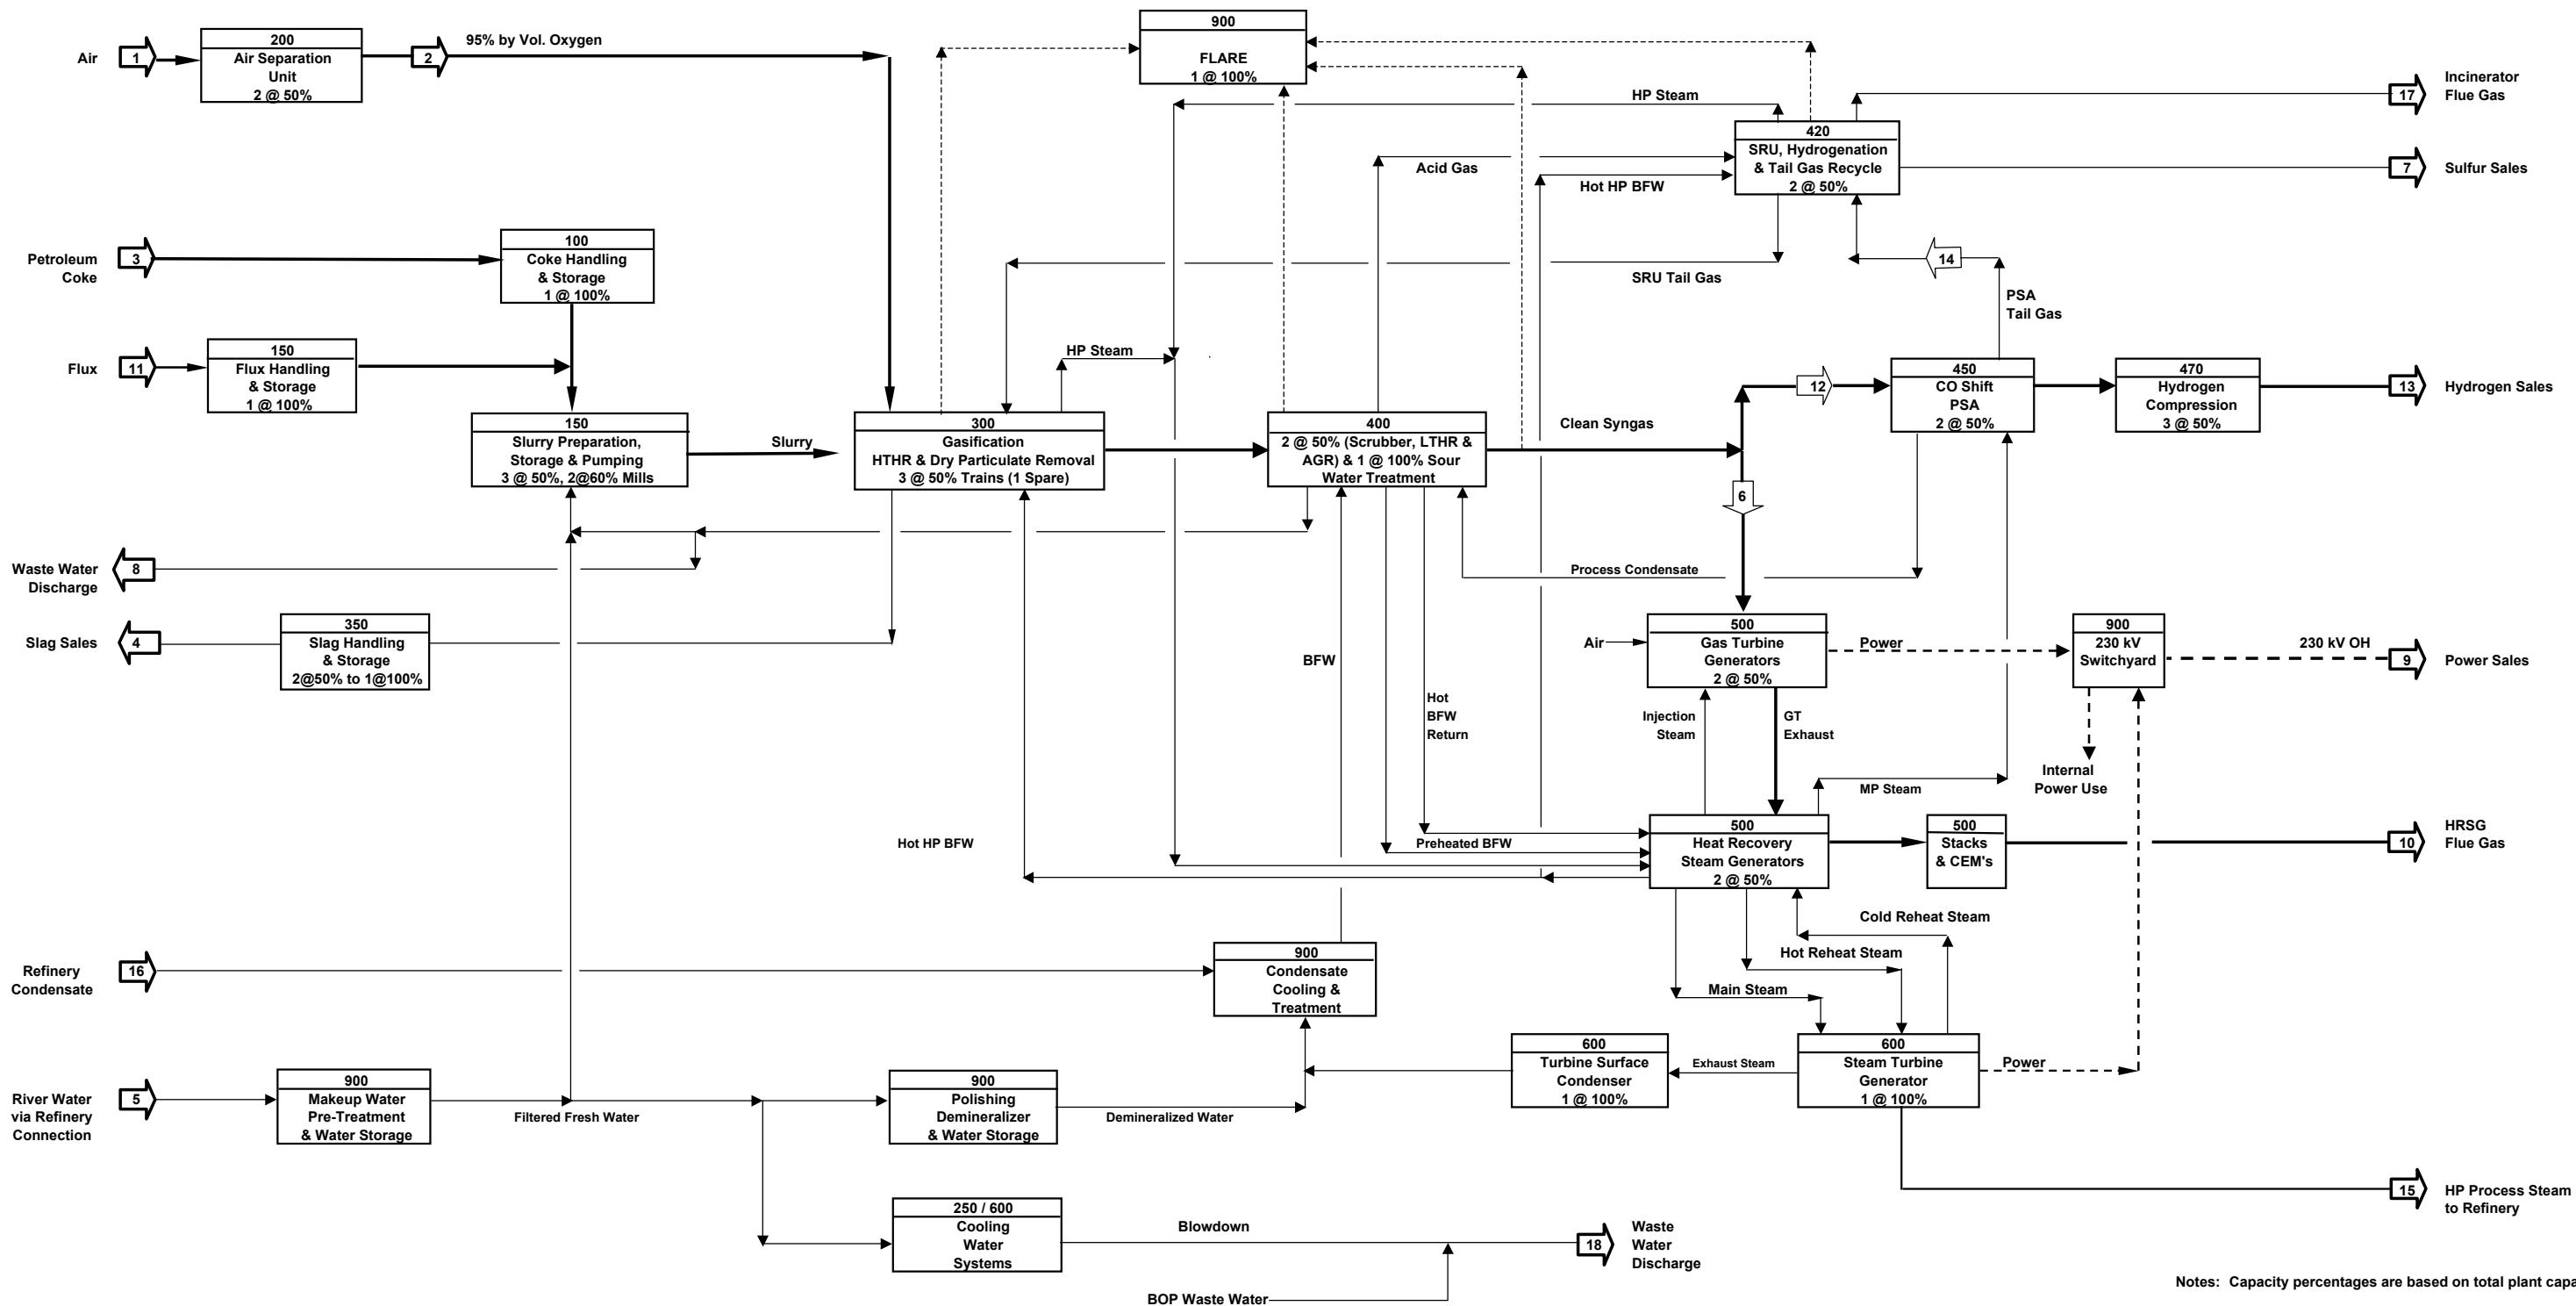 900
FLARE
1 @ 100%
200
Air Separation
Unit
2 @ 50%
Air
1
2
95% by Vol. Oxygen
HP Steam
17
Incinerator
Flue Gas
420
SRU, Hydrogenation
& Tail Gas Recycle
2 @ 50%
Acid Gas
Hot HP BFW
7
Sulfur Sales
Petroleum
Coke
3
100
Coke Handling
& Storage
1 @ 100%
SRU Tail Gas
14
PSA
Tail Gas
Flux
11
150
Flux Handling
& Storage
1 @ 100%
HP Steam
12
450
CO Shift
PSA
2 @ 50%
470
Hydrogen
Compression
3 @ 50%
13
Hydrogen Sales
150
Slurry Preparation,
Storage & Pumping
3 @ 50%, 2@60% Mills
Slurry
300
Gasification
HTHR & Dry Particulate Removal
3 @ 50% Trains (1 Spare)
400
2 @ 50% (Scrubber, LTHR &
AGR) & 1 @ 100% Sour
Water Treatment
Clean Syngas
6
Waste Water
Discharge
8
Process Condensate
Slag Sales
4
350
Slag Handling
& Storage
2@50% to 1@100%
BFW
Air
500
Gas Turbine
Generators
2 @ 50%
Power
900
230 kV
Switchyard
230 kV OH
9
Power Sales
Hot
BFW
Return
Injection
Steam
GT
Exhaust
Internal
Power Use
MP Steam
Hot HP BFW
Preheated BFW
500
Heat Recovery
Steam Generators
2 @ 50%
500
Stacks
& CEM's
10
HRSG
Flue Gas
Cold Reheat Steam
Hot Reheat Steam
Main Steam
Refinery
Condensate
16
900
Condensate
Cooling &
Treatment
600
Turbine Surface
Condenser
1 @ 100%
Exhaust Steam
600
Steam Turbine
Generator
1 @ 100%
Power
River Water
via Refinery
Connection
5
900
Makeup Water
Pre-Treatment
& Water Storage
Filtered Fresh Water
900
Polishing
Demineralizer
& Water Storage
Demineralized Water
15
HP Process Steam
to Refinery
250 / 600
Cooling
Water
Systems
Blowdown
18
Waste
Water
Discharge
BOP Waste Water
Notes: Capacity percentages are based on total plant capa